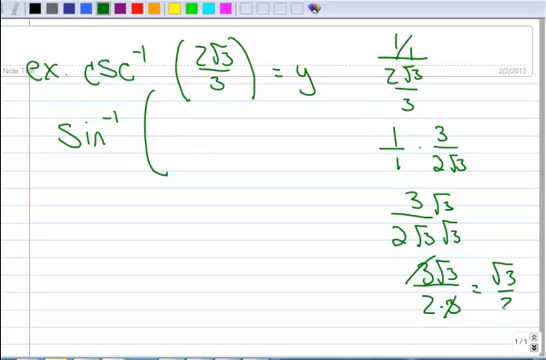 ex. csc⁻¹ (2√3/3) = y
sin⁻¹ (
(1/1)/(2√3/3)
1/1 · 3/2√3
3 √3/2√3 √3
3√3/2·3 = √3/2
Note Title
2/2/2013
1/1